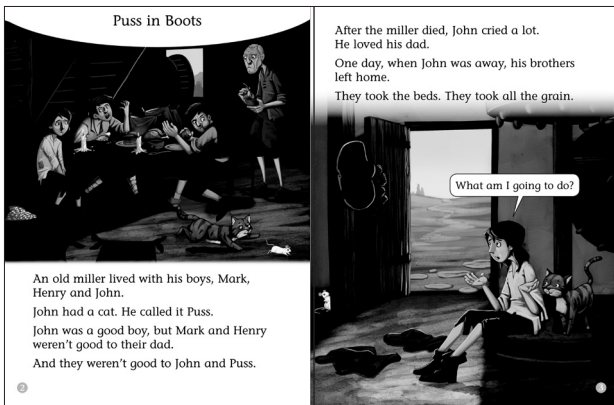 Puss in Boots
An old miller lived with his boys, Mark,
Henry and John.
John had a cat. He called it Puss.
John was a good boy, but Mark and Henry
weren't good to their dad.
And they weren't good to John and Puss.
2
After the miller died, John cried a lot.
He loved his dad.
One day, when John was away, his brothers
left home.
They took the beds. They took all the grain.
What am I going to do?
3